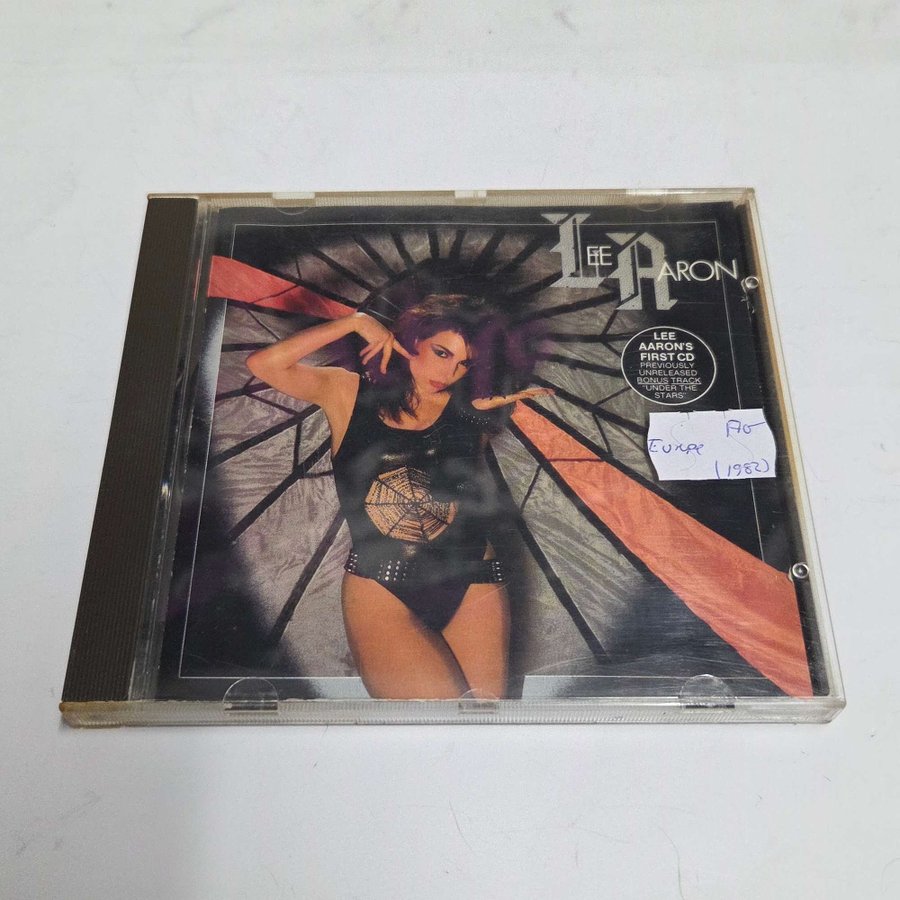 LEE AARON
LEE
AARON'S
FIRST CD
PREVIOUSLY
UNRELEASED
BONUS TRACK
"UNDER THE
STARS"
EUROPE
(1982)